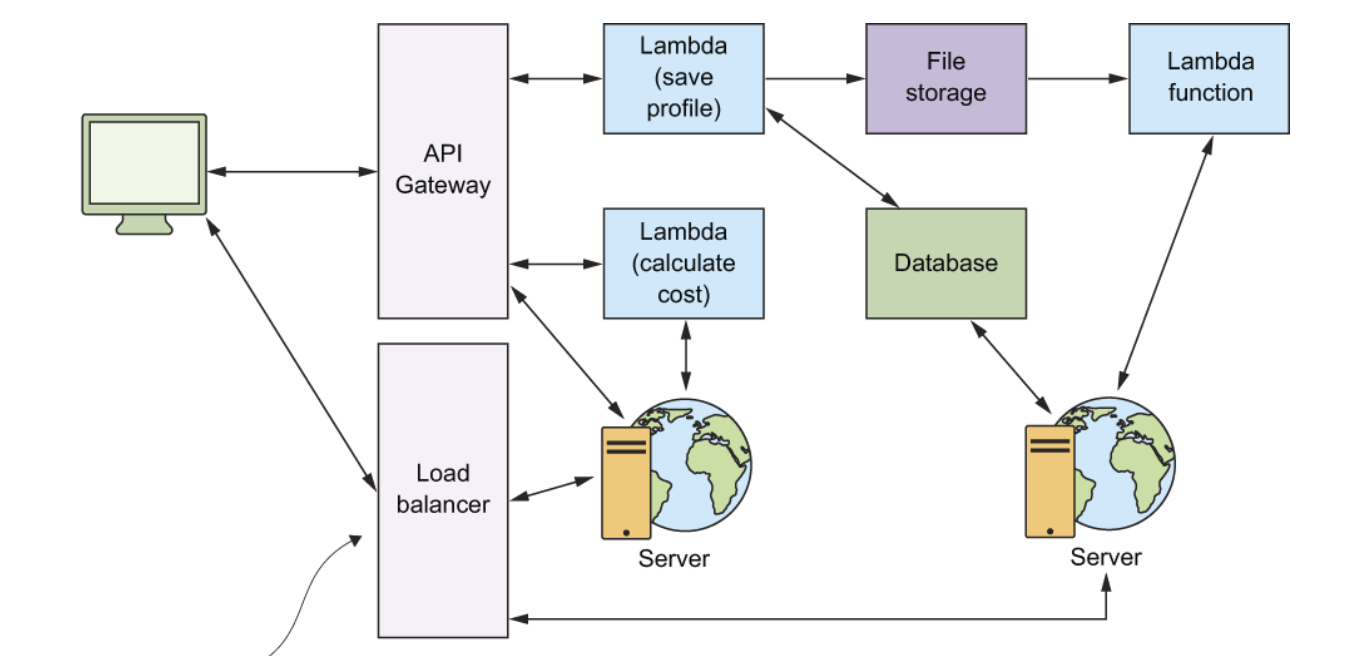 Lambda
(save
profile)
File
storage
Lambda
function
API
Gateway
Lambda
(calculate
cost)
Database
Load
balancer
Server
Server